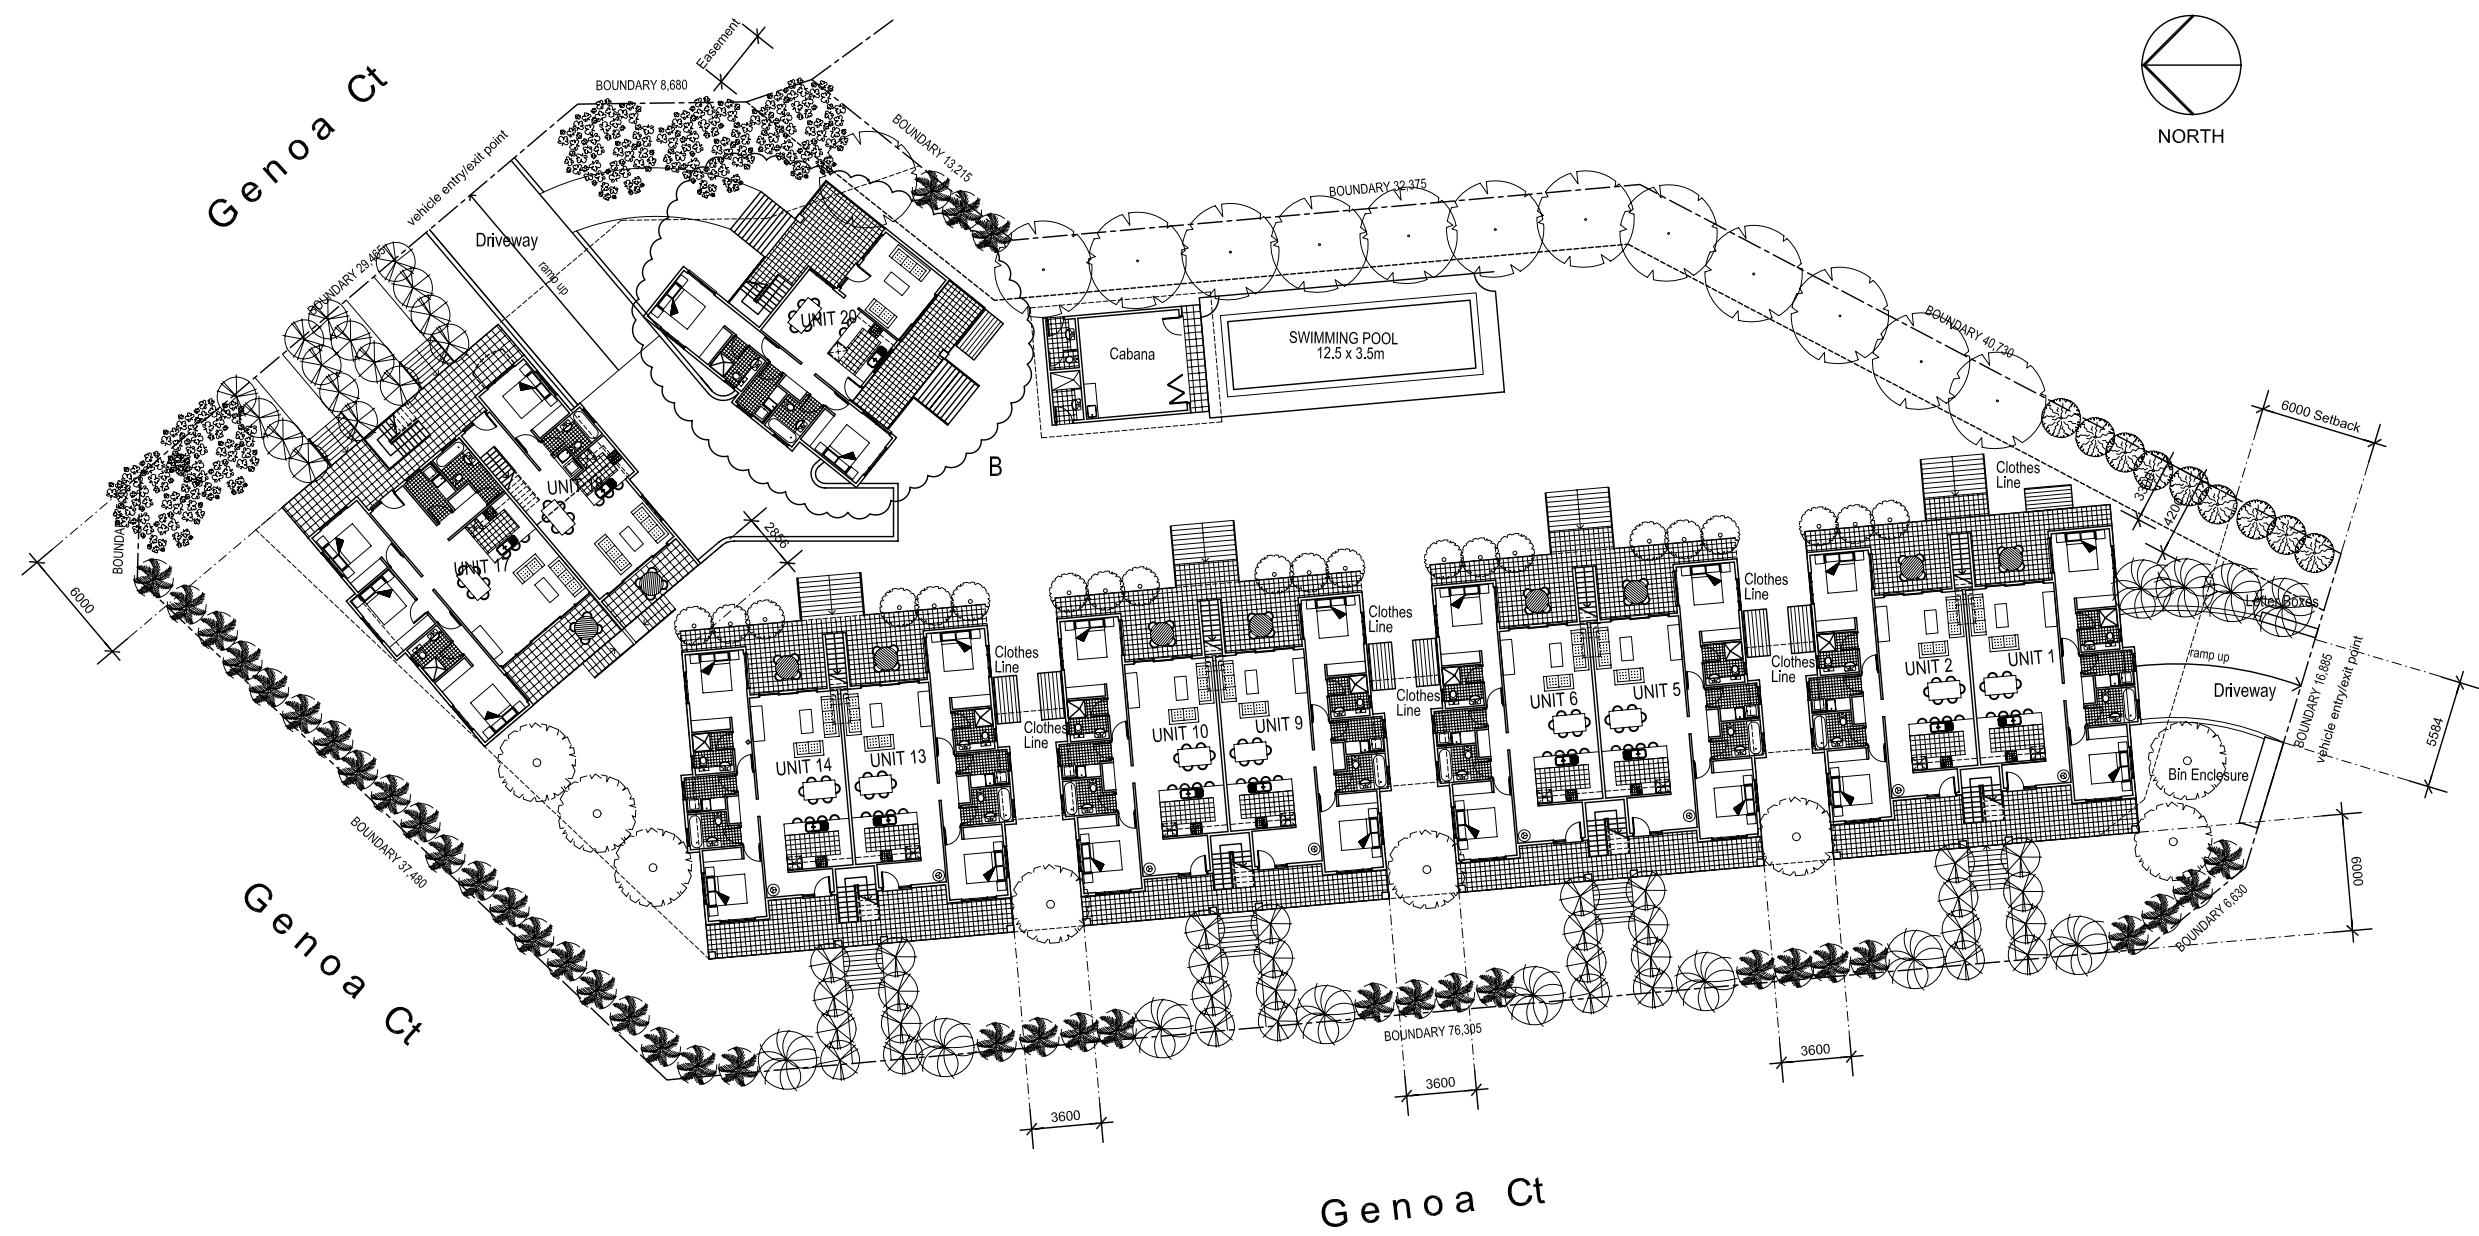 Easement
BOUNDARY 8,680
Genoa Ct
vehicle entry/exit point
BOUNDARY 13,215
BOUNDARY 32,375
NORTH
Driveway
ramp up
BOUNDARY 29,465
UNIT 20
Cabana
SWIMMING POOL
12.5 x 3.5m
BOUNDARY 40,730
6000 Setback
B
Clothes
Line
4200
2856
BOUNDARY
UNIT 17
6000
Clothes
Line
Clothes
Line
Clothes
Line
Clothes
Line
Clothes
Line
Clothes
Line
Letter Boxes
UNIT 14
UNIT 13
UNIT 10
UNIT 9
UNIT 6
UNIT 5
UNIT 2
UNIT 1
ramp up
Driveway
BOUNDARY 16,885
vehicle entry/exit point
5584
Bin Enclosure
6000
BOUNDARY 6,630
BOUNDARY 37,480
Genoa Ct
BOUNDARY 76,305
3600
3600
3600
Genoa Ct